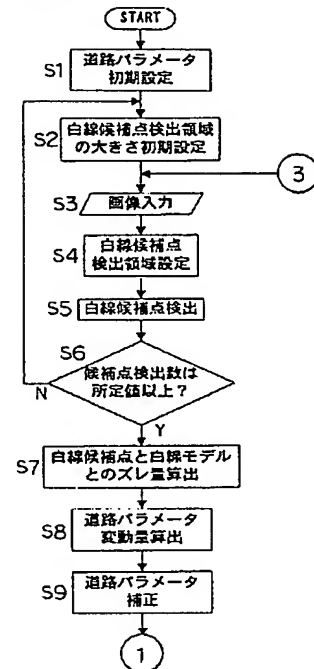 START
S1
道路パラメータ
初期設定
S2
白線候補点検出領域
の大きさ初期設定
3
S3
画像入力
S4
白線候補点
検出領域設定
S5
白線候補点検出
S6
候補点検出数は
所定値以上？
N
Y
S7
白線候補点と白線モデル
とのズレ量算出
S8
道路パラメータ
変動量算出
S9
道路パラメータ
補正
1